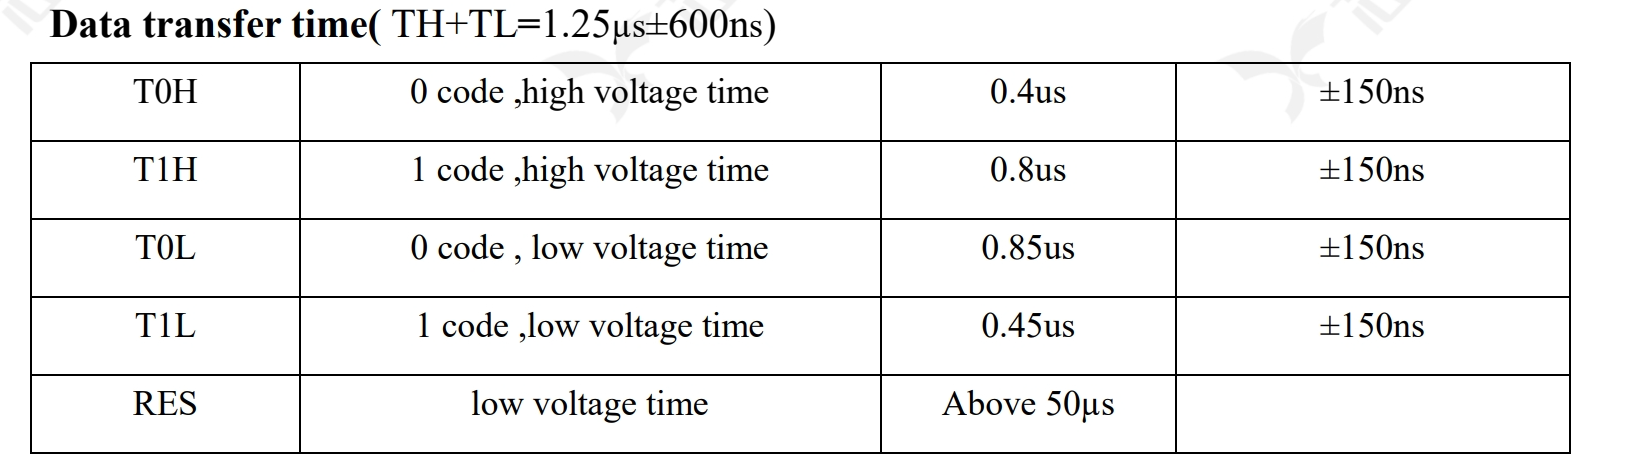 Data transfer time( TH+TL=1.25μs±600ns)
T0H 0 code ,high voltage time 0.4us ±150ns
T1H 1 code ,high voltage time 0.8us ±150ns
T0L 0 code , low voltage time 0.85us ±150ns
T1L 1 code ,low voltage time 0.45us ±150ns
RES low voltage time Above 50μs